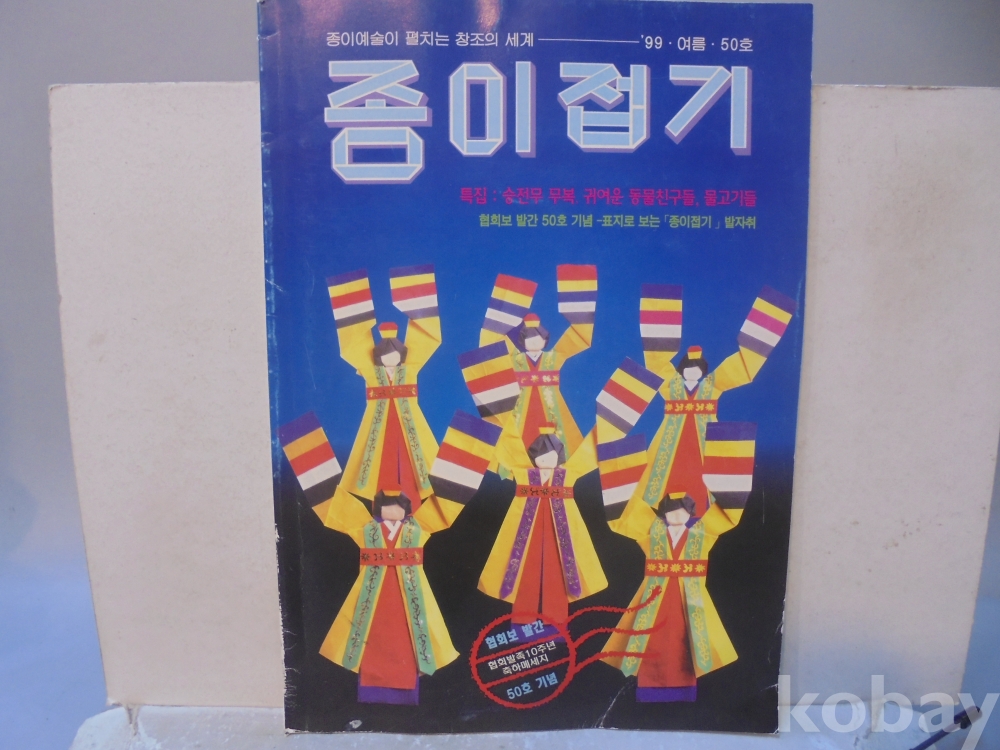 종이예술이 펼치는 창조의 세계 ──────── '99 · 여름 · 50호
종이접기
특집 : 승전무 무복, 귀여운 동물친구들, 물고기들
협회보 발간 50호 기념 -표지로 보는「종이접기」발자취
협회보 발간
협회발족10주년
축하메세지
50호 기념
kobay